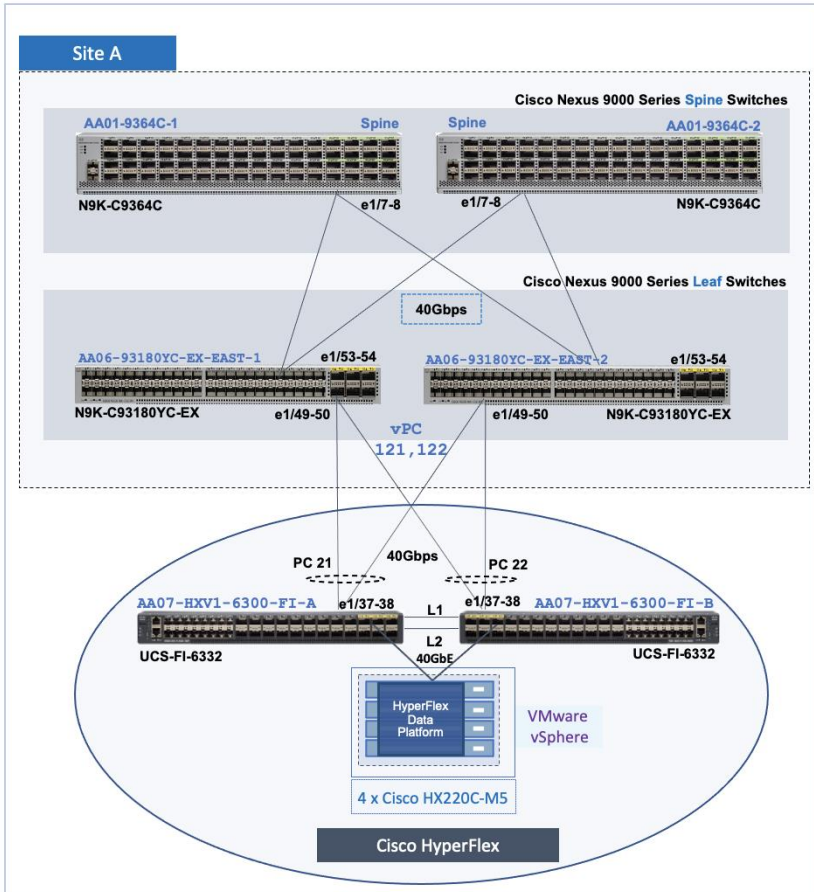 Site A
Cisco Nexus 9000 Series Spine Switches
AA01-9364C-1
Spine
Spine
AA01-9364C-2
N9K-C9364C
e1/7-8
e1/7-8
N9K-C9364C
Cisco Nexus 9000 Series Leaf Switches
40Gbps
AA06-93180YC-EX-EAST-1
e1/53-54
AA06-93180YC-EX-EAST-2
e1/53-54
N9K-C93180YC-EX
e1/49-50
e1/49-50
N9K-C93180YC-EX
vPC
121,122
40Gbps
PC 21
PC 22
AA07-HXV1-6300-FI-A
e1/37-38
L1
e1/37-38
AA07-HXV1-6300-FI-B
L2
UCS-FI-6332
40GbE
UCS-FI-6332
HyperFlex
Data
Platform
VMware
vSphere
4 x Cisco HX220C-M5
Cisco HyperFlex